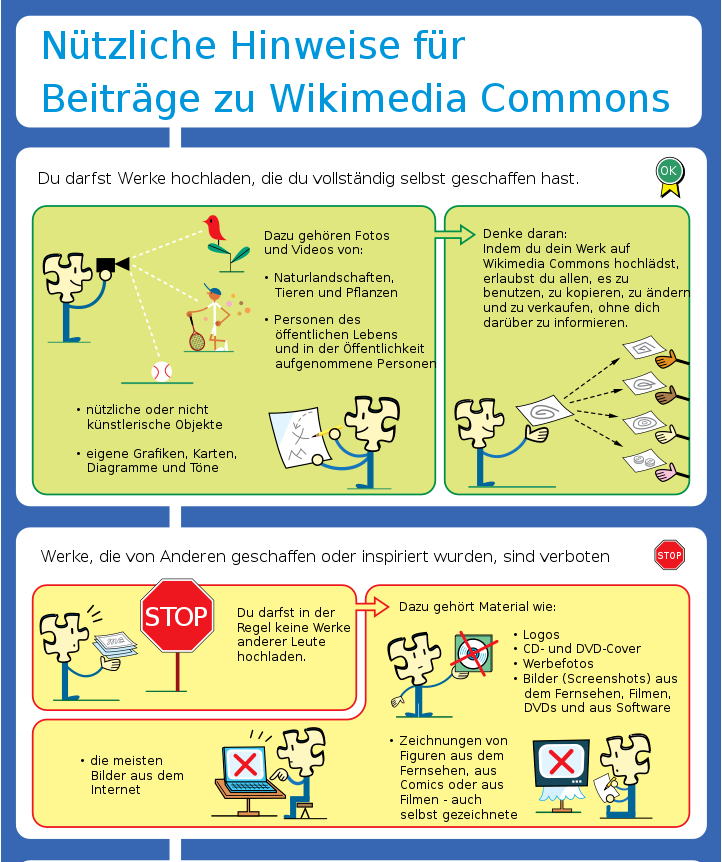 Nützliche Hinweise für
Beiträge zu Wikimedia Commons
Du darfst Werke hochladen, die du vollständig selbst geschaffen hast.
OK
Dazu gehören Fotos
und Videos von:
• Naturlandschaften,
Tieren und Pflanzen
• Personen des
öffentlichen Lebens
und in der Öffentlichkeit
aufgenommene Personen
• nützliche oder nicht
künstlerische Objekte
• eigene Grafiken, Karten,
Diagramme und Töne
Denke daran:
Indem du dein Werk auf
Wikimedia Commons hochlädst,
erlaubst du allen, es zu
benutzen, zu kopieren, zu ändern
und zu verkaufen, ohne dich
darüber zu informieren.
Werke, die von Anderen geschaffen oder inspiriert wurden, sind verboten
STOP
STOP
Du darfst in der
Regel keine Werke
anderer Leute
hochladen.
Dazu gehört Material wie:
• Logos
• CD- und DVD-Cover
• Werbefotos
• Bilder (Screenshots) aus
dem Fernsehen, Filmen,
DVDs und aus Software
• die meisten
Bilder aus dem
Internet
• Zeichnungen von
Figuren aus dem
Fernsehen, aus
Comics oder aus
Filmen - auch
selbst gezeichnete